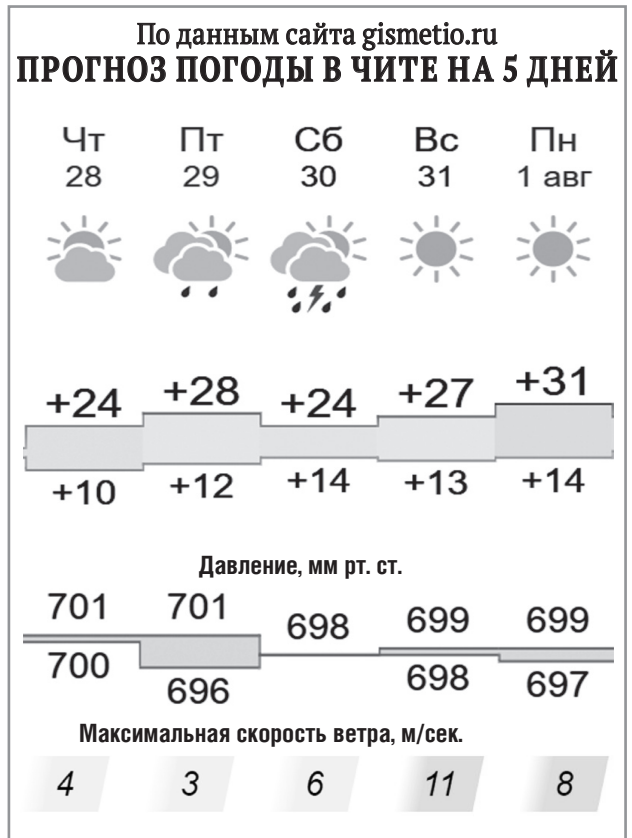 По данным сайта gismetio.ru
ПРОГНОЗ ПОГОДЫ В ЧИТЕ НА 5 ДНЕЙ
Чт Пт Сб Вс Пн
28 29 30 31 1 авг
+24 +28 +24 +27 +31
+10 +12 +14 +13 +14
Давление, мм рт. ст.
701 701 698 699 699
700 696 698 697
Максимальная скорость ветра, м/сек.
4 3 6 11 8